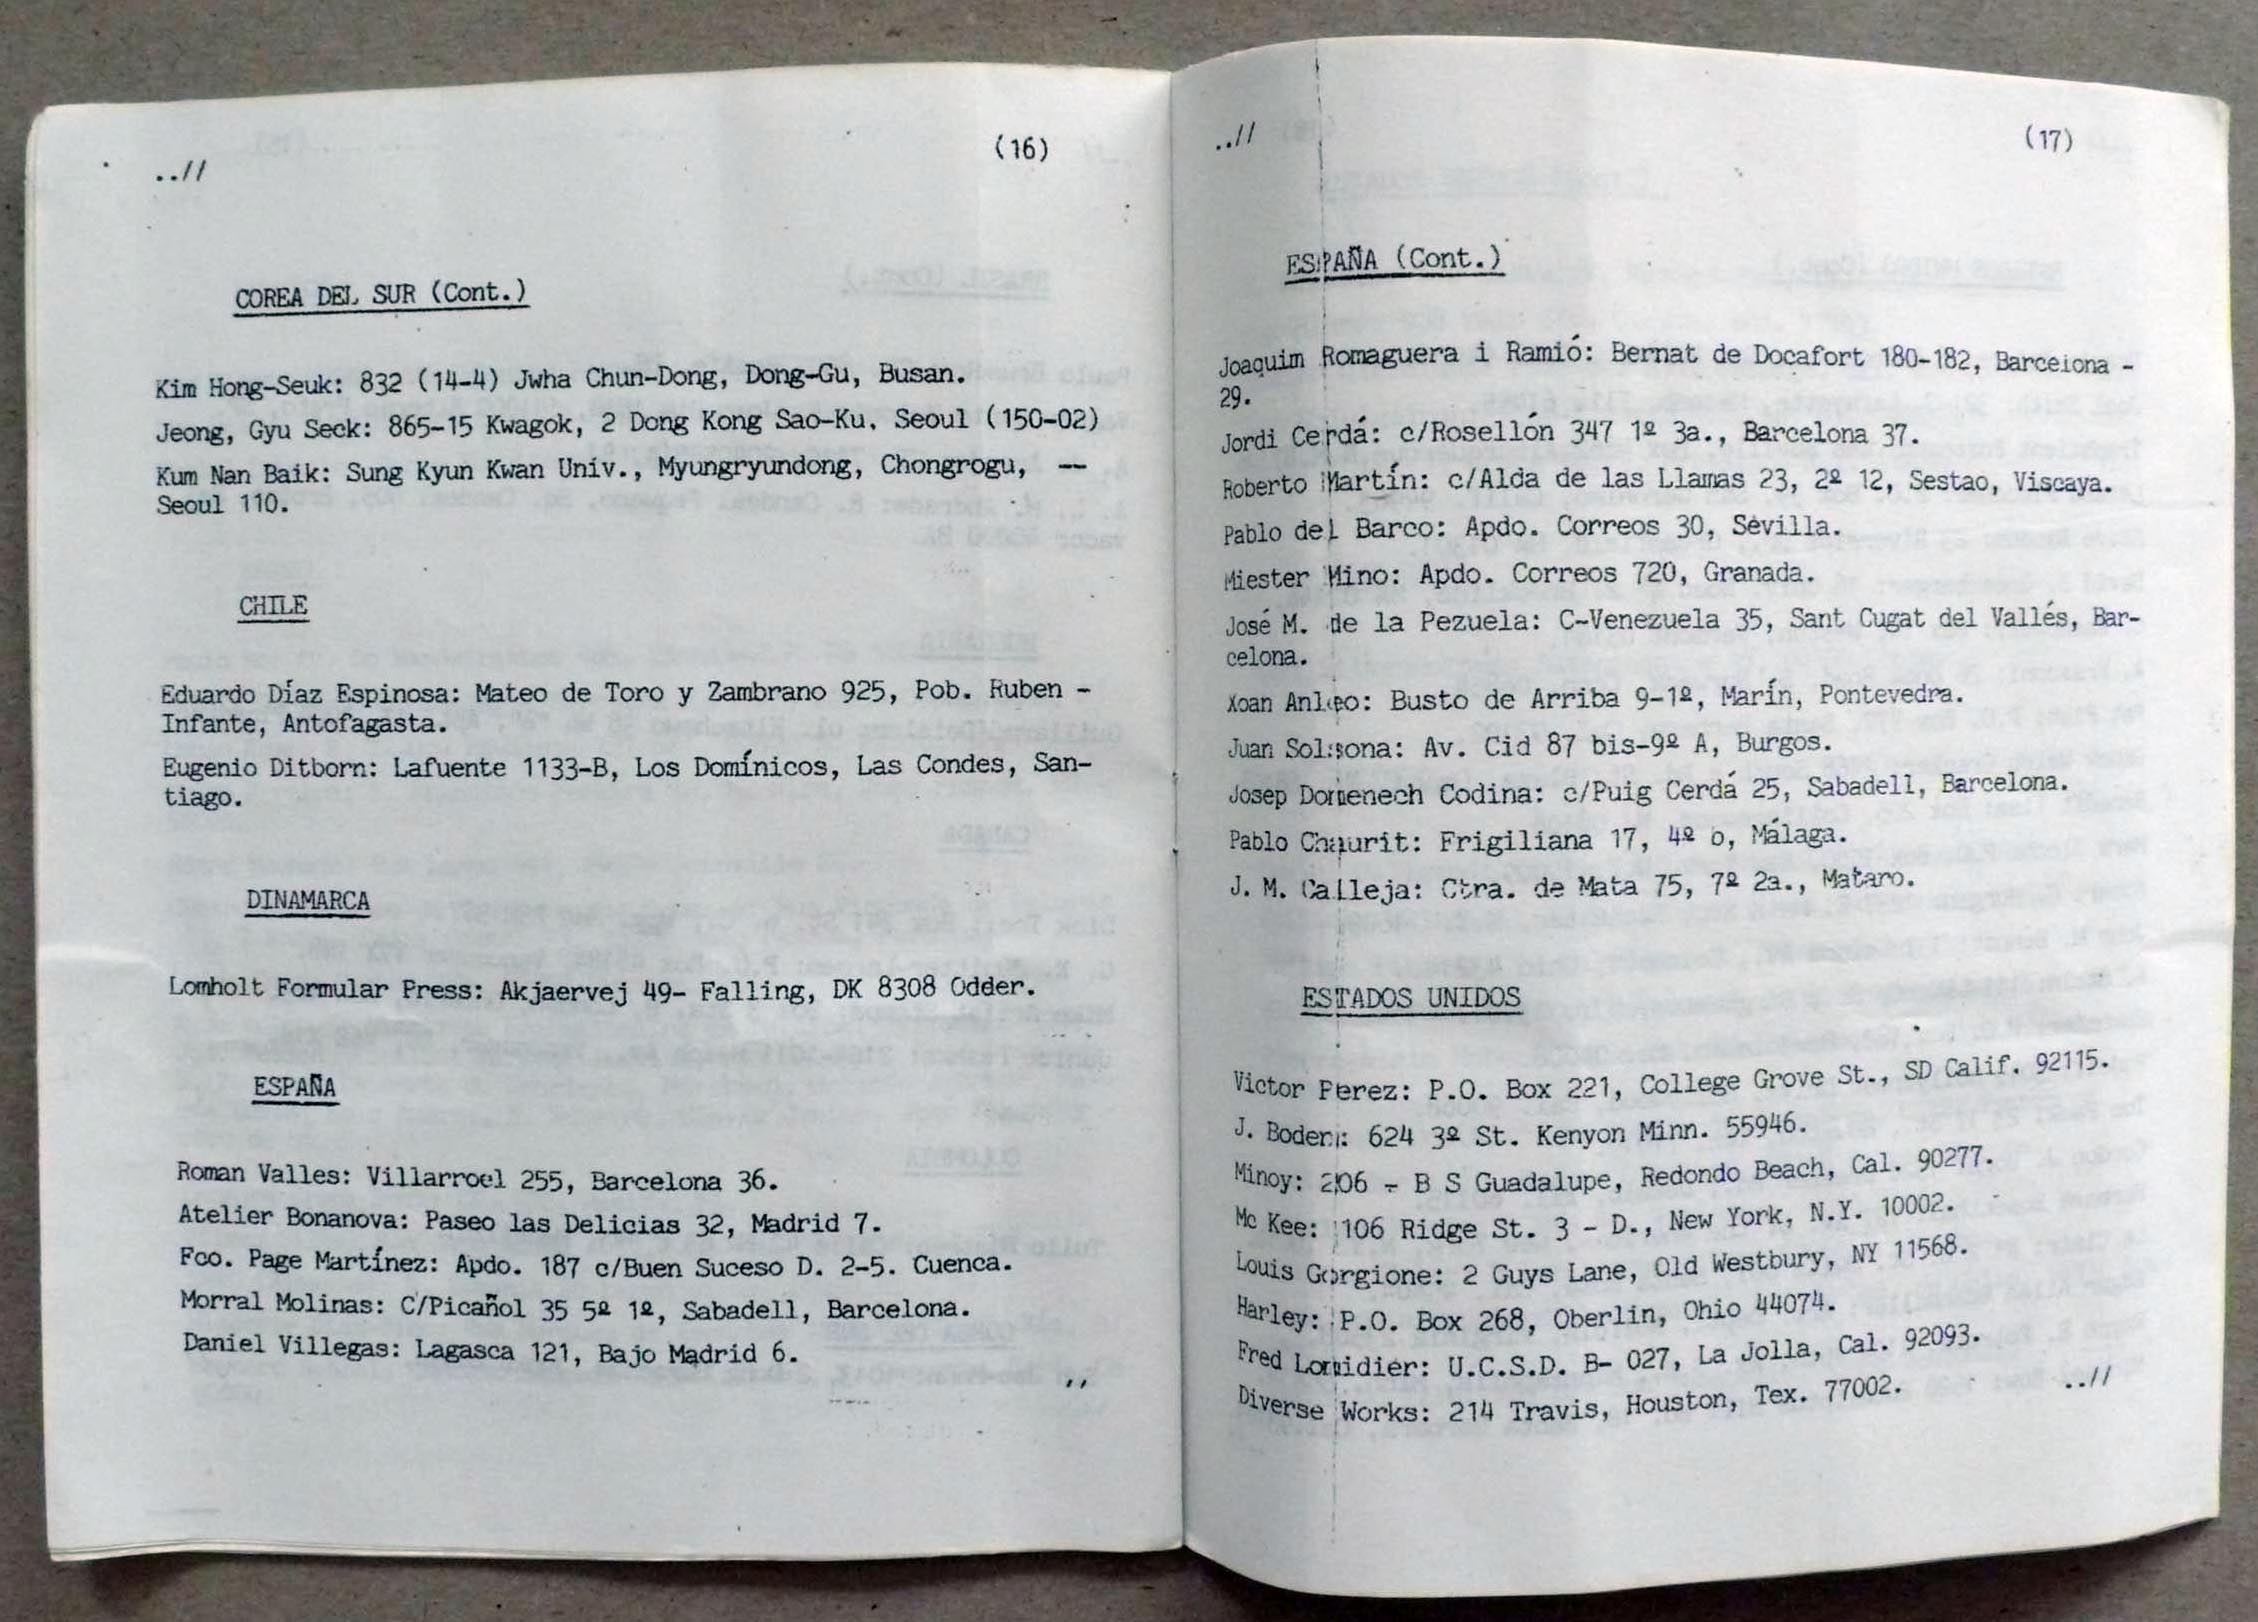 ..//
(16)
COREA DEL SUR (Cont.)
Kim Hong-Seuk: 832 (14-4) Jwha Chun-Dong, Dong-Gu, Busan.
Jeong, Gyu Seck: 865-15 Kwagok, 2 Dong Kong Sao-Ku. Seoul (150-02)
Kum Nan Baik: Sung Kyun Kwan Univ., Myungryundong, Chongrogu, --
Seoul 110.
CHILE
Eduardo Díaz Espinosa: Mateo de Toro y Zambrano 925, Pob. Ruben -
Infante, Antofagasta.
Eugenio Ditborn: Lafuente 1133-B, Los Domínicos, Las Condes, San-
tiago.
DINAMARCA
Lomholt Formular Press: Akjaervej 49- Falling, DK 8308 Odder.
ESPAÑA
Roman Valles: Villarroel 255, Barcelona 36.
Atelier Bonanova: Paseo las Delicias 32, Madrid 7.
Fco. Page Martínez: Apdo. 187 c/Buen Suceso D. 2-5. Cuenca.
Morral Molinas: C/Picañol 35 5º 1º, Sabadell, Barcelona.
Daniel Villegas: Lagasca 121, Bajo Madrid 6.
..//
(17)
ESPAÑA (Cont.)
Joaquim Romaguera i Ramió: Bernat de Docafort 180-182, Barcelona -
29.
Jordi Cerdá: c/Rosellón 347 1º 3a., Barcelona 37.
Roberto Martín: c/Alda de las Llamas 23, 2º 12, Sestao, Viscaya.
Pablo del Barco: Apdo. Correos 30, Sevilla.
Miester Mino: Apdo. Correos 720, Granada.
José M. de la Pezuela: C-Venezuela 35, Sant Cugat del Vallés, Bar-
celona.
Xoan Anleo: Busto de Arriba 9-1º, Marín, Pontevedra.
Juan Solsona: Av. Cid 87 bis-9º A, Burgos.
Josep Domenech Codina: c/Puig Cerdá 25, Sabadell, Barcelona.
Pablo Chaurit: Frigiliana 17, 4º b, Málaga.
J. M. Calleja: Ctra. de Mata 75, 7º 2a., Mataro.
ESTADOS UNIDOS
Victor Perez: P.O. Box 221, College Grove St., SD Calif. 92115.
J. Boden: 624 3º St. Kenyon Minn. 55946.
Minoy: 206 - B S Guadalupe, Redondo Beach, Cal. 90277.
Mc Kee: 106 Ridge St. 3 - D., New York, N.Y. 10002.
Louis Gorgione: 2 Guys Lane, Old Westbury, NY 11568.
Harley: P.O. Box 268, Oberlin, Ohio 44074.
Fred Lonidier: U.C.S.D. B- 027, La Jolla, Cal. 92093.
Diverse Works: 214 Travis, Houston, Tex. 77002.
..//